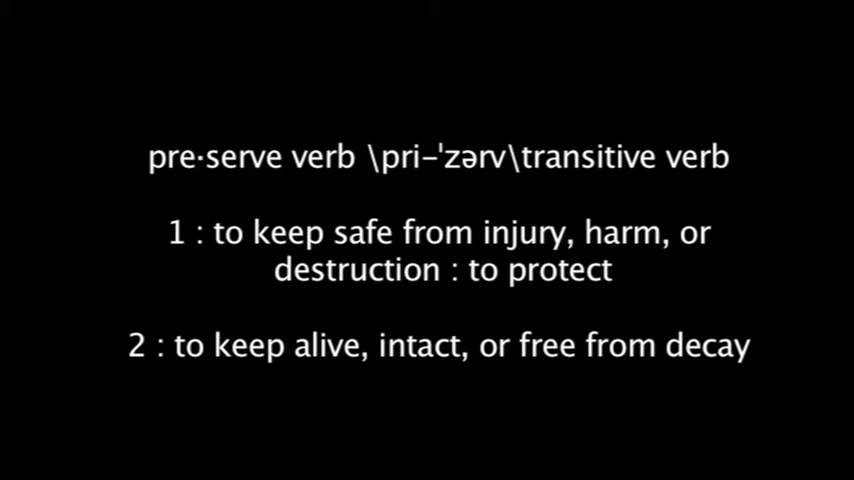 pre·serve verb \pri-ˈzərv\transitive verb
1 : to keep safe from injury, harm, or
destruction : to protect
2 : to keep alive, intact, or free from decay